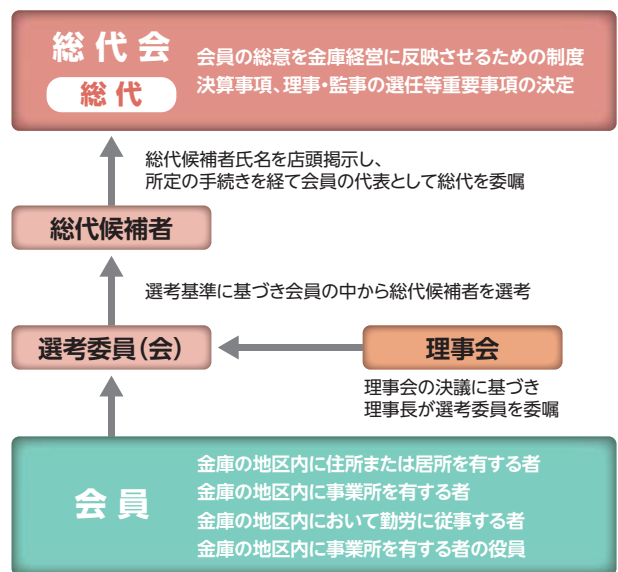 総代会
総代
会員の総意を金庫経営に反映させるための制度
決算事項、理事・監事の選任等重要事項の決定
総代候補者氏名を店頭掲示し、
所定の手続きを経て会員の代表として総代を委嘱
総代候補者
選考基準に基づき会員の中から総代候補者を選考
選考委員(会)
理事会
理事会の決議に基づき
理事長が選考委員を委嘱
会員
金庫の地区内に住所または居所を有する者
金庫の地区内に事業所を有する者
金庫の地区内において勤労に従事する者
金庫の地区内に事業所を有する者の役員